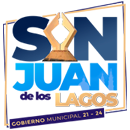 SAN
JUAN
de los LAGOS
GOBIERNO MUNICIPAL 21 - 24